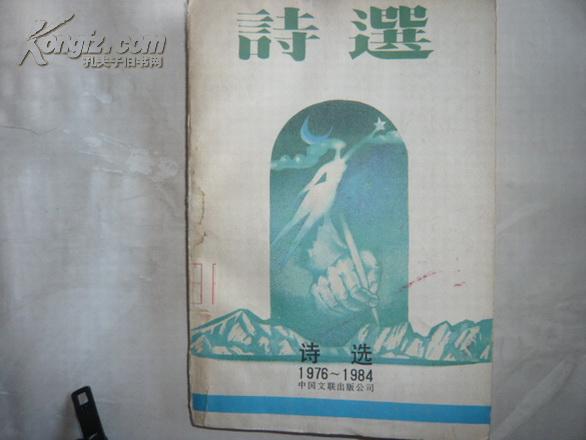 Kongfz.com
孔夫子旧书网
詩選
诗选
1976~1984
中国文联出版公司